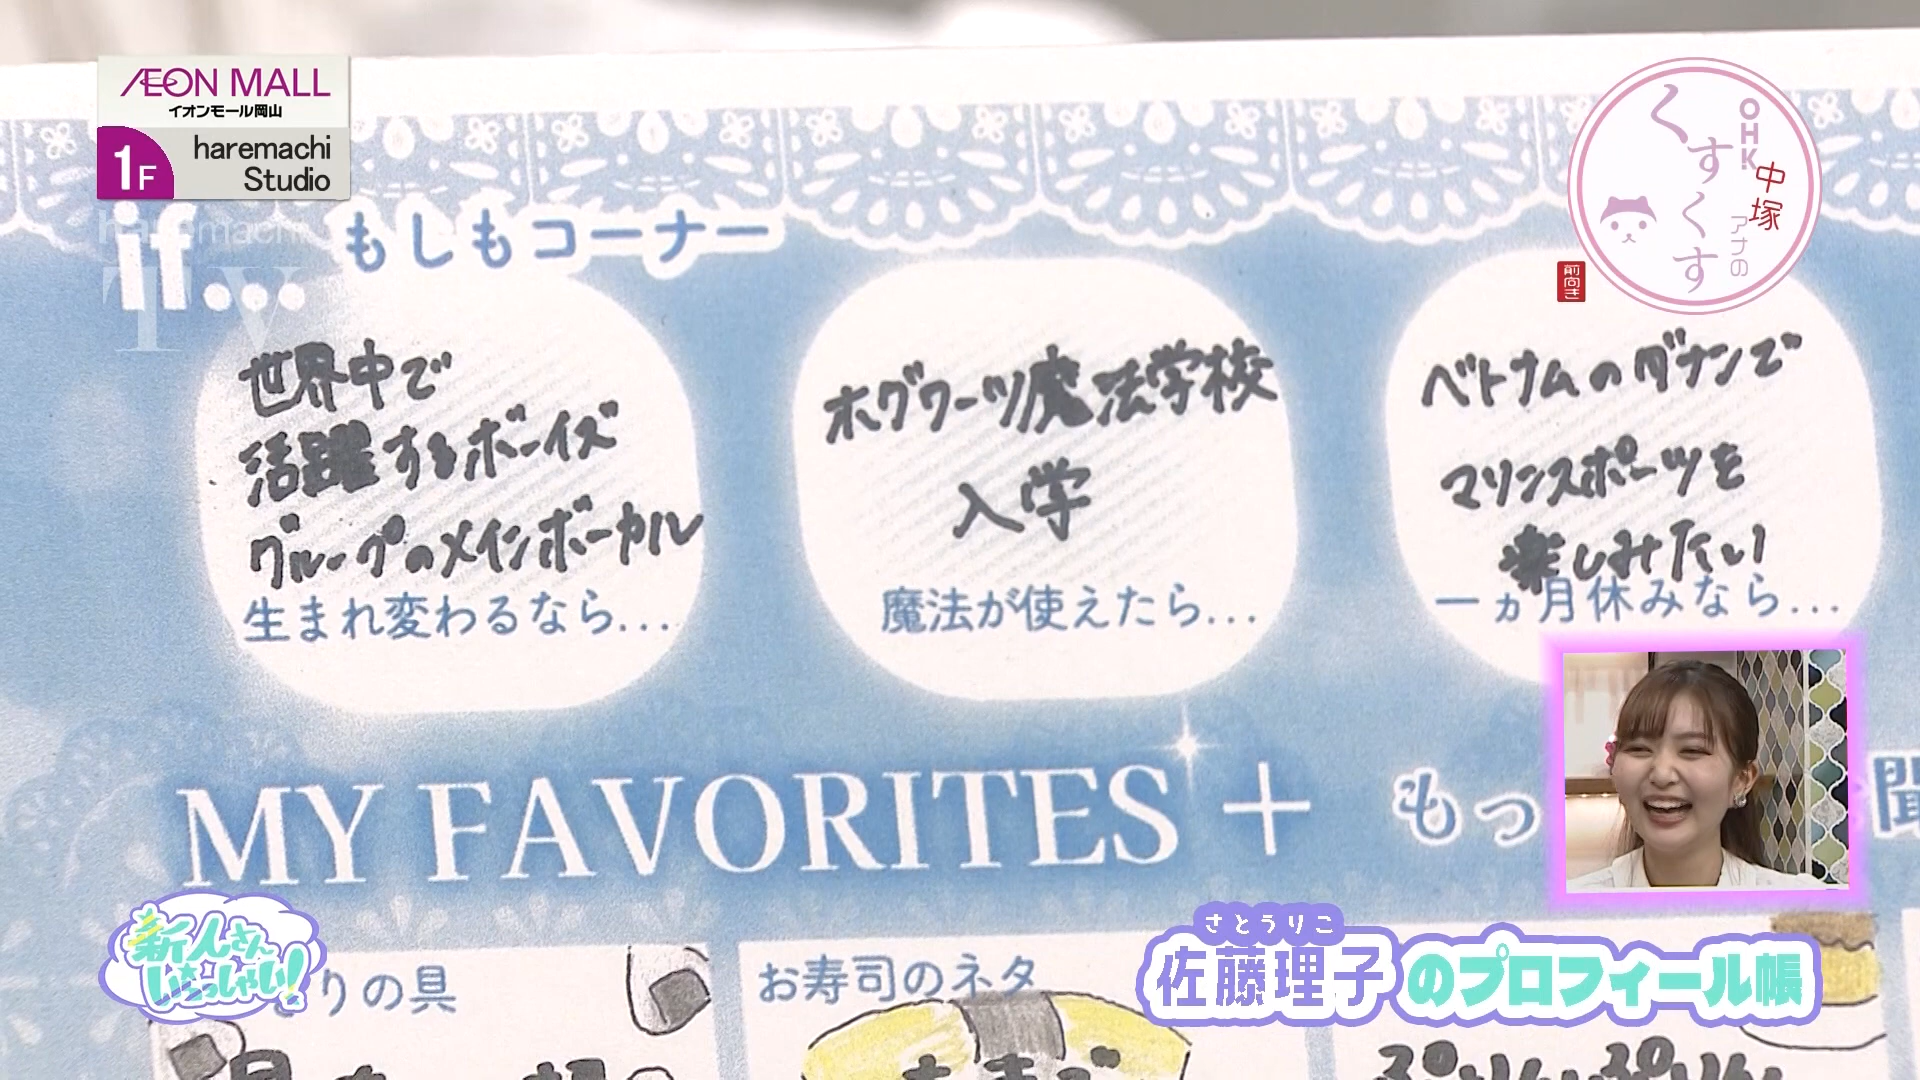 ÆON MALL
イオンモール岡山
1F
haremachi
Studio
haremachi
TV
OHK
中塚
アナの
くすくす
前向き
if...
もしもコーナー
世界中で
活躍するボーイズ
グループのメインボーカル
生まれ変わるなら...
ホグワーツ魔法学校
入学
魔法が使えたら...
ベトナムのダナンで
マリンスポーツを
楽しみたい
一ヵ月休みなら...
MY FAVORITES + もっ
聞
新人さん
いらっしゃい!
りの具
お寿司のネタ
たまご
さとうりこ
佐藤理子のプロフィール帳